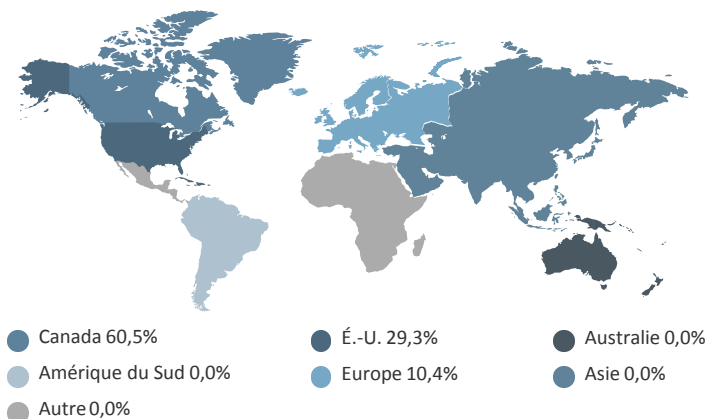 Canada 60,5% É.-U. 29,3% Australie 0,0%
Amérique du Sud 0,0% Europe 10,4% Asie 0,0%
Autre 0,0%